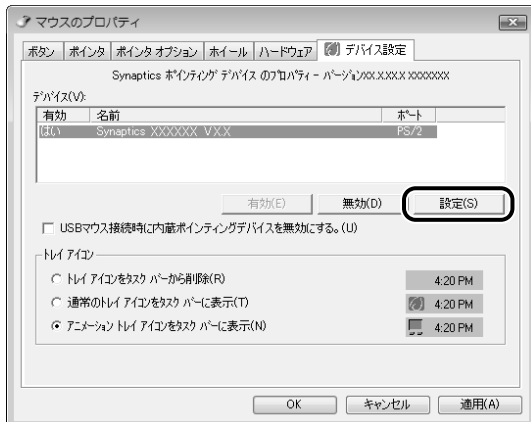 マウスのプロパティ
ボタン ポインタ ポインタ オプション ホイール ハードウェア デバイス設定
Synaptics ポインティング デバイス のプロパティ - バージョンXX.X.XX.X XXXXXXX
デバイス(V):
有効 名前 ポート
はい Synaptics XXXXXX VX.X PS/2
有効(E) 無効(D) 設定(S)
USBマウス接続時に内蔵ポインティングデバイスを無効にする。(U)
トレイ アイコン
トレイ アイコンをタスク バーから削除(R) 4:20 PM
通常のトレイ アイコンをタスク バーに表示(T) 4:20 PM
アニメーション トレイ アイコンをタスク バーに表示(N) 4:20 PM
OK キャンセル 適用(A)